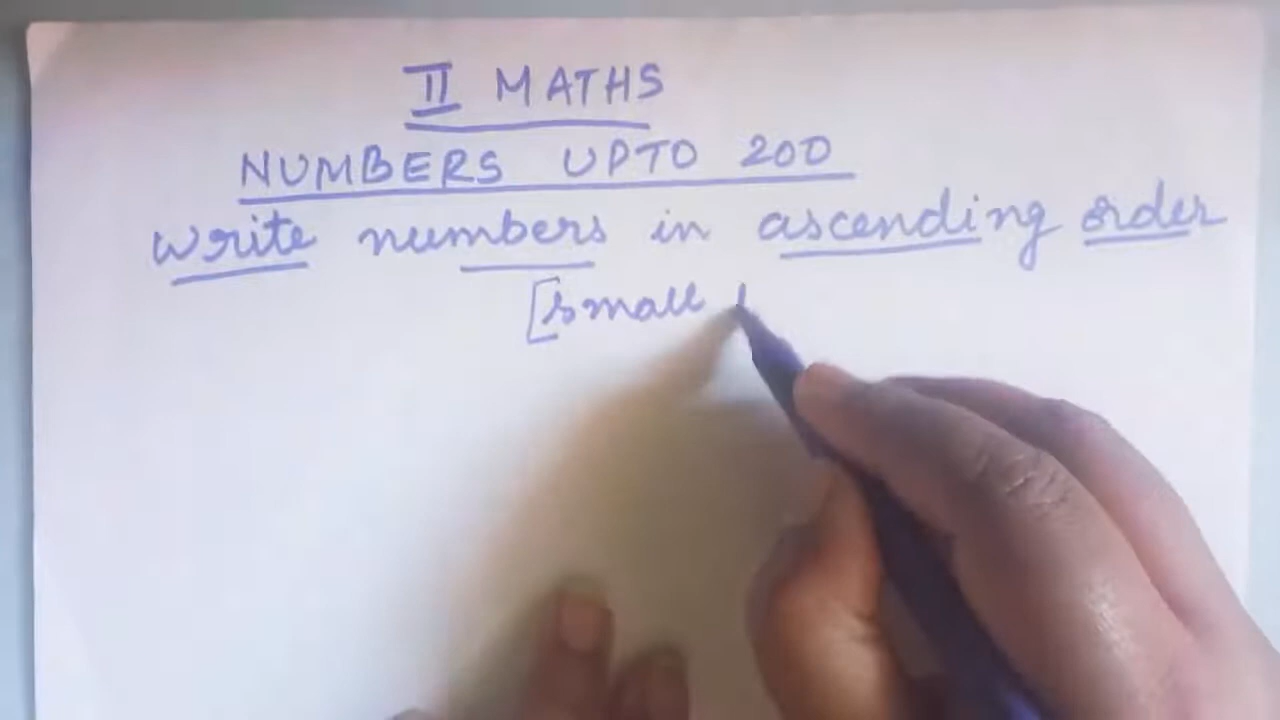 II MATHS
NUMBERS UPTO 200
write numbers in ascending order
[small